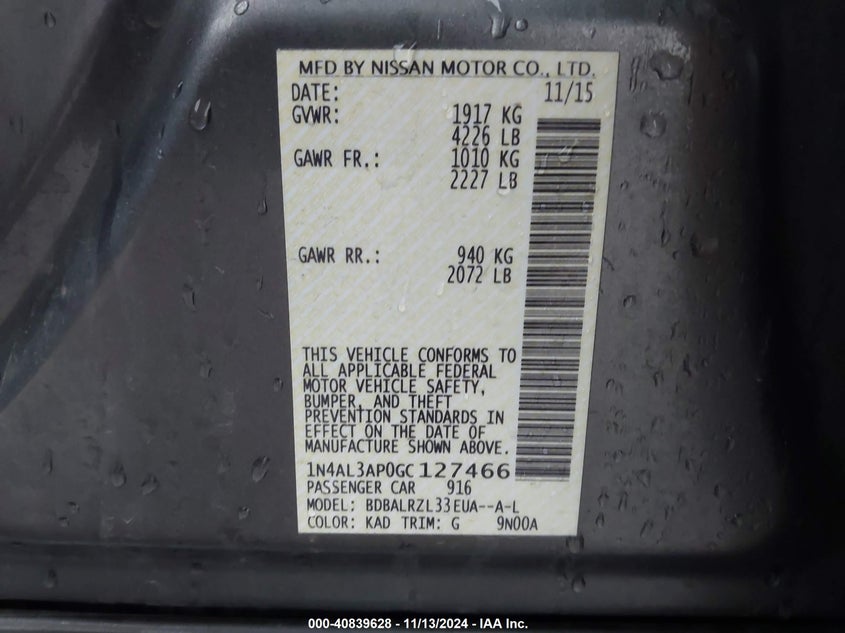 MFD BY NISSAN MOTOR CO., LTD.
DATE: 11/15
GVWR: 1917 KG
4226 LB
GAWR FR.: 1010 KG
2227 LB
GAWR RR.: 940 KG
2072 LB
THIS VEHICLE CONFORMS TO
ALL APPLICABLE FEDERAL
MOTOR VEHICLE SAFETY,
BUMPER, AND THEFT
PREVENTION STANDARDS IN
EFFECT ON THE DATE OF
MANUFACTURE SHOWN ABOVE.
1N4AL3AP0GC127466
PASSENGER CAR 916
MODEL: BDBALRZL33EUA--A-L
COLOR: KAD TRIM: G 9N00A
000-40839628 - 11/13/2024 - IAA Inc.